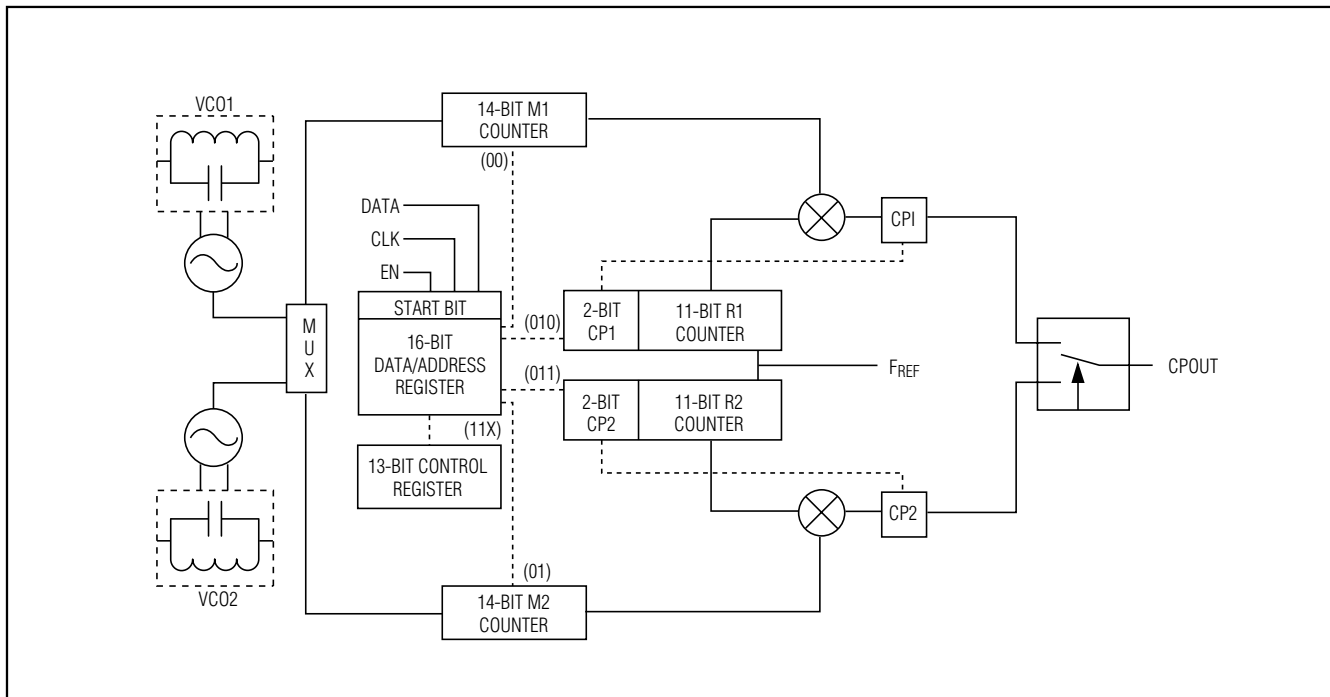 VCO1
14-BIT M1
COUNTER
(00)
DATA
CLK
EN
START BIT
16-BIT
DATA/ADDRESS
REGISTER
(010)
(011)
(11X)
13-BIT CONTROL
REGISTER
M
U
X
2-BIT
CP1
11-BIT R1
COUNTER
2-BIT
CP2
11-BIT R2
COUNTER
FREF
CPI
CP2
CPOUT
(01)
14-BIT M2
COUNTER
VCO2